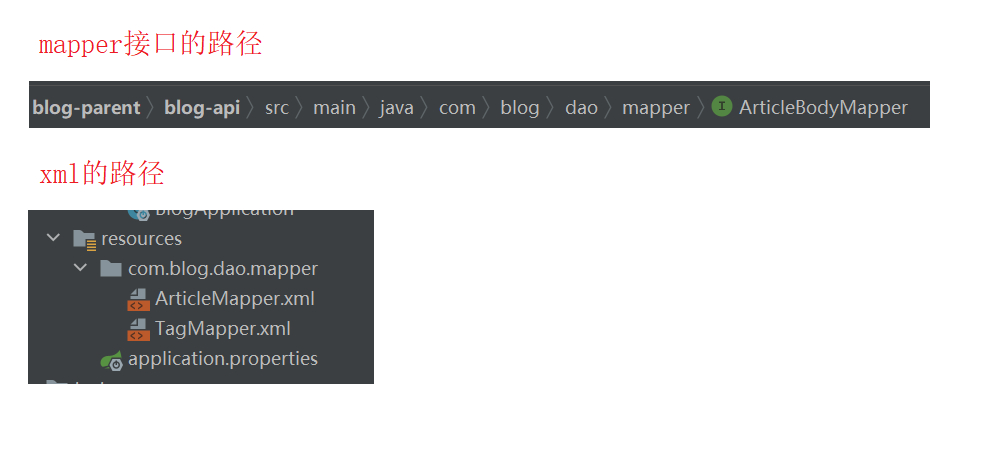 mapper接口的路径
blog-parent 〉 blog-api 〉 src 〉 main 〉 java 〉 com 〉 blog 〉 dao 〉 mapper 〉 I ArticleBodyMapper
xml的路径
BlogApplication
resources
com.blog.dao.mapper
ArticleMapper.xml
TagMapper.xml
application.properties